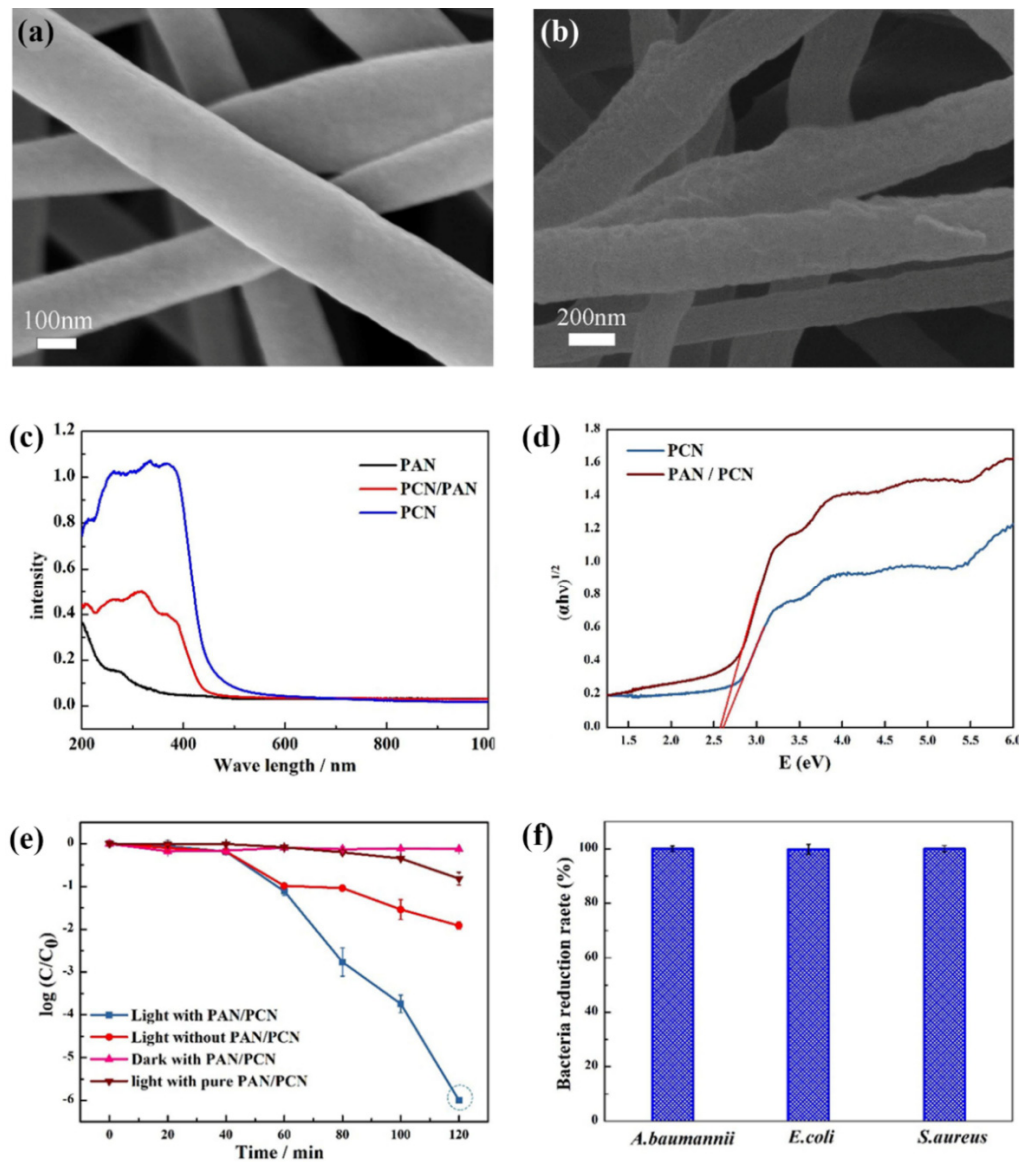 (a)
100nm
(b)
200nm
(c)
1.2
1.0
0.8
0.6
0.4
0.2
0.0
intensity
PAN
PCN/PAN
PCN
200 400 600 800 1000
Wave length / nm
(d)
1.8
1.6
1.4
1.2
1.0
0.8
0.6
0.4
0.2
0.0
(αhν)1/2
PCN
PAN / PCN
1.5 2.0 2.5 3.0 3.5 4.0 4.5 5.0 5.5 6.0
E (eV)
(e)
0
-1
-2
-3
-4
-5
-6
log (C/C0)
Light with PAN/PCN
Light without PAN/PCN
Dark with PAN/PCN
light with pure PAN/PCN
0 20 40 60 80 100 120
Time / min
(f)
100
80
60
40
20
0
Bacteria reduction raete (%)
A.baumannii E.coli S.aureus